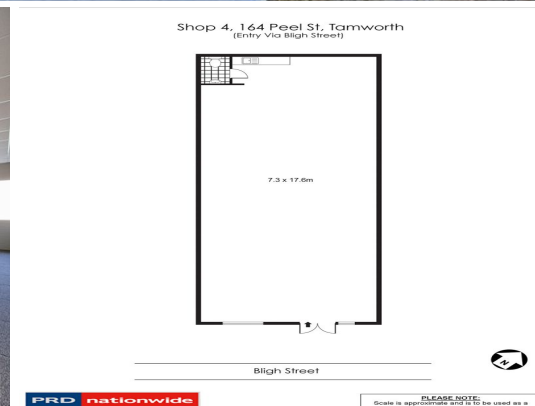 Shop 4, 164 Peel St, Tamworth
(Entry Via Bligh Street)
7.3 x 17.6m
Bligh Street
N
PRD nationwide
PLEASE NOTE:
Scale is approximate and is to be used as a